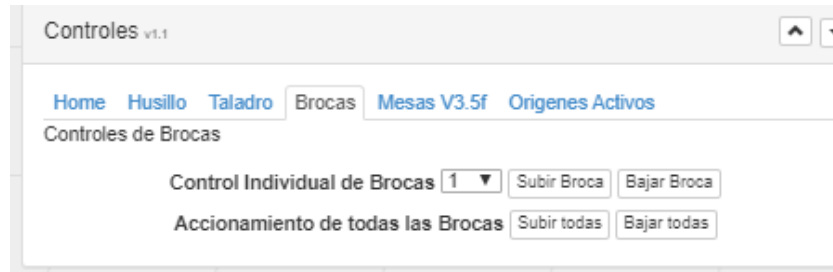 Controles v1.1
Home Husillo Taladro Brocas Mesas V3.5f Origenes Activos
Controles de Brocas
Control Individual de Brocas 1 Subir Broca Bajar Broca
Accionamiento de todas las Brocas Subir todas Bajar todas